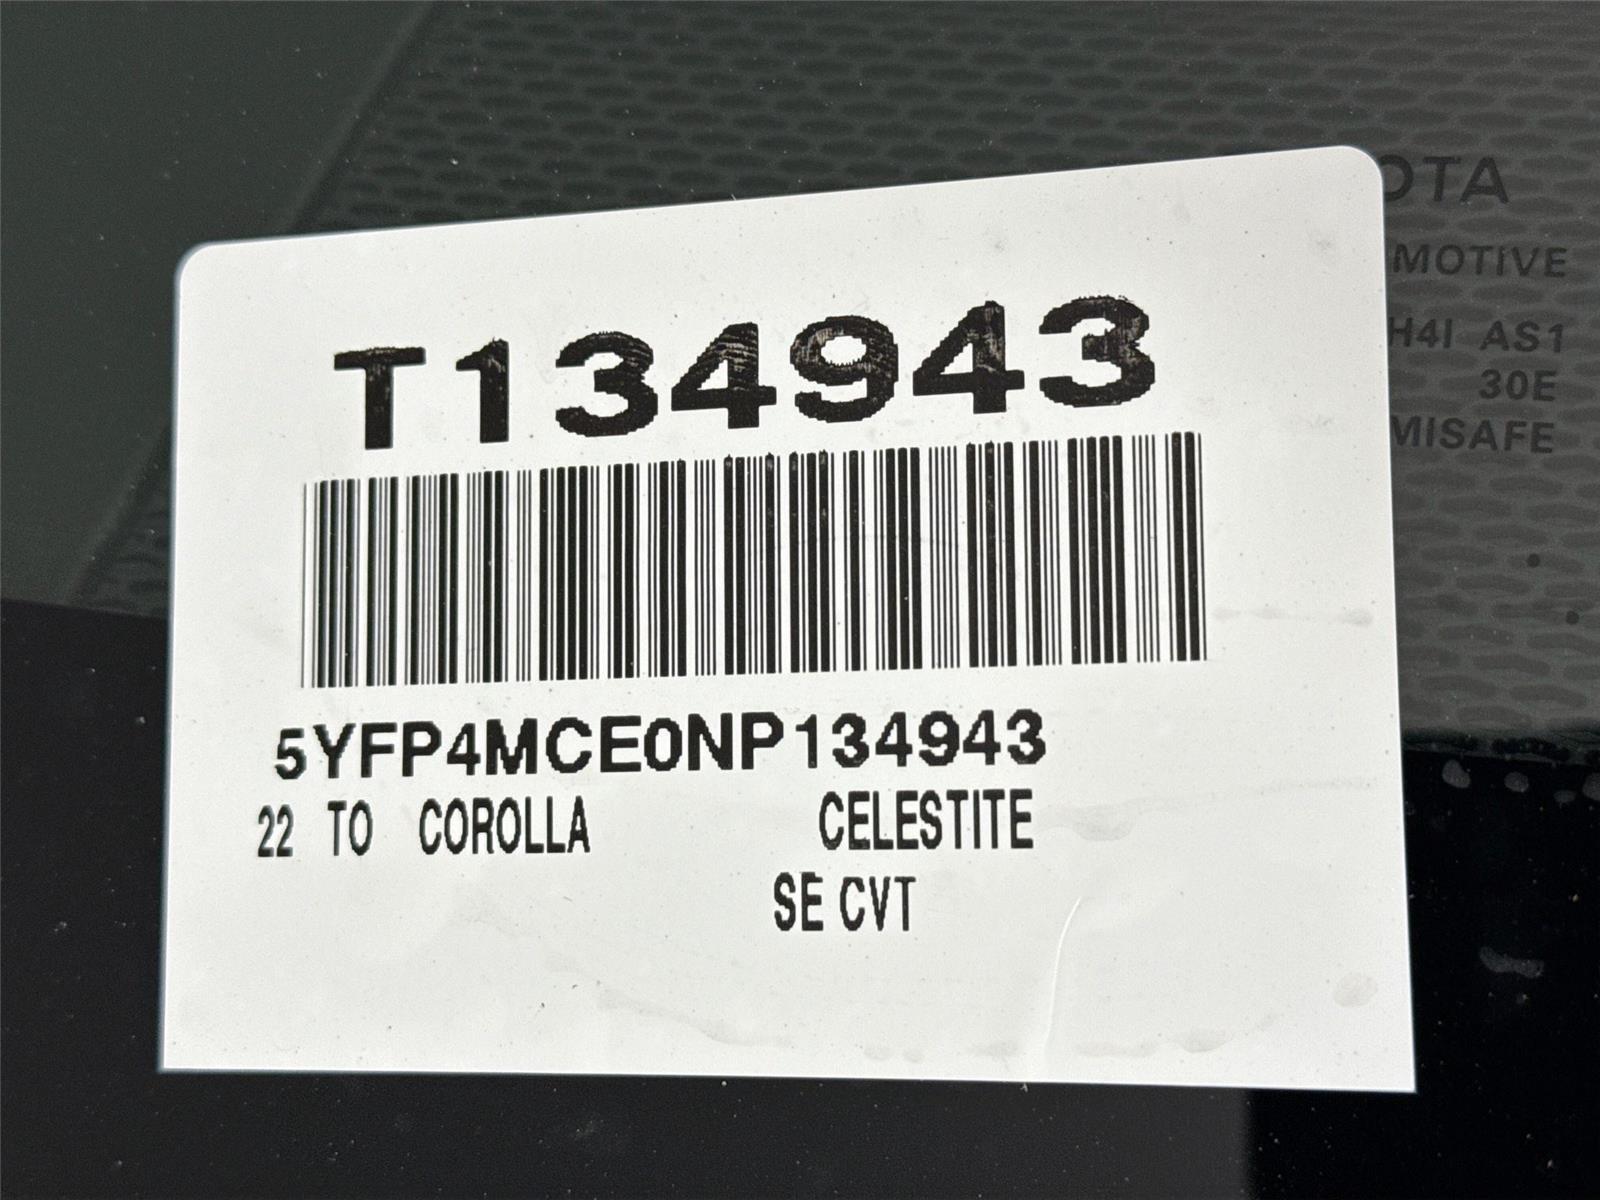 T134943
5YFP4MCE0NP134943
22 TO COROLLA CELESTITE
SE CVT
OTA
MOTIVE
H4I AS1
30E
MISAFE